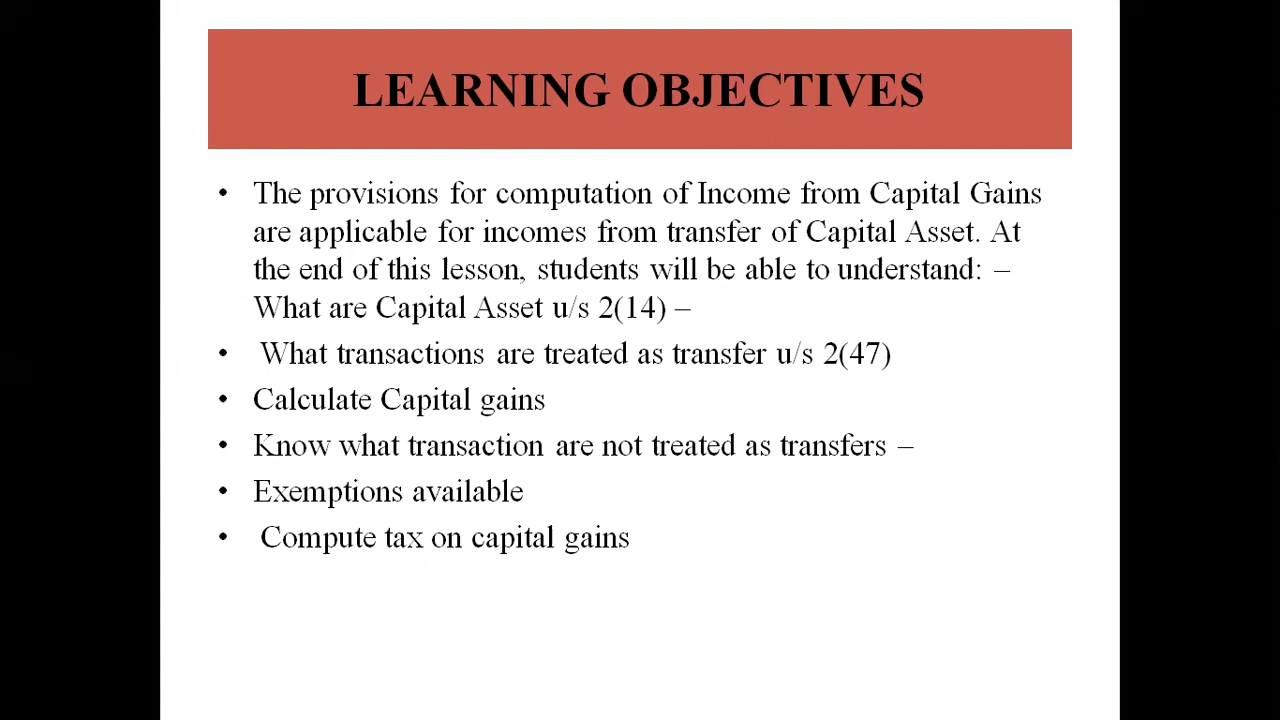 LEARNING OBJECTIVES
• The provisions for computation of Income from Capital Gains
are applicable for incomes from transfer of Capital Asset. At
the end of this lesson, students will be able to understand: –
What are Capital Asset u/s 2(14) –
• What transactions are treated as transfer u/s 2(47)
• Calculate Capital gains
• Know what transaction are not treated as transfers –
• Exemptions available
• Compute tax on capital gains